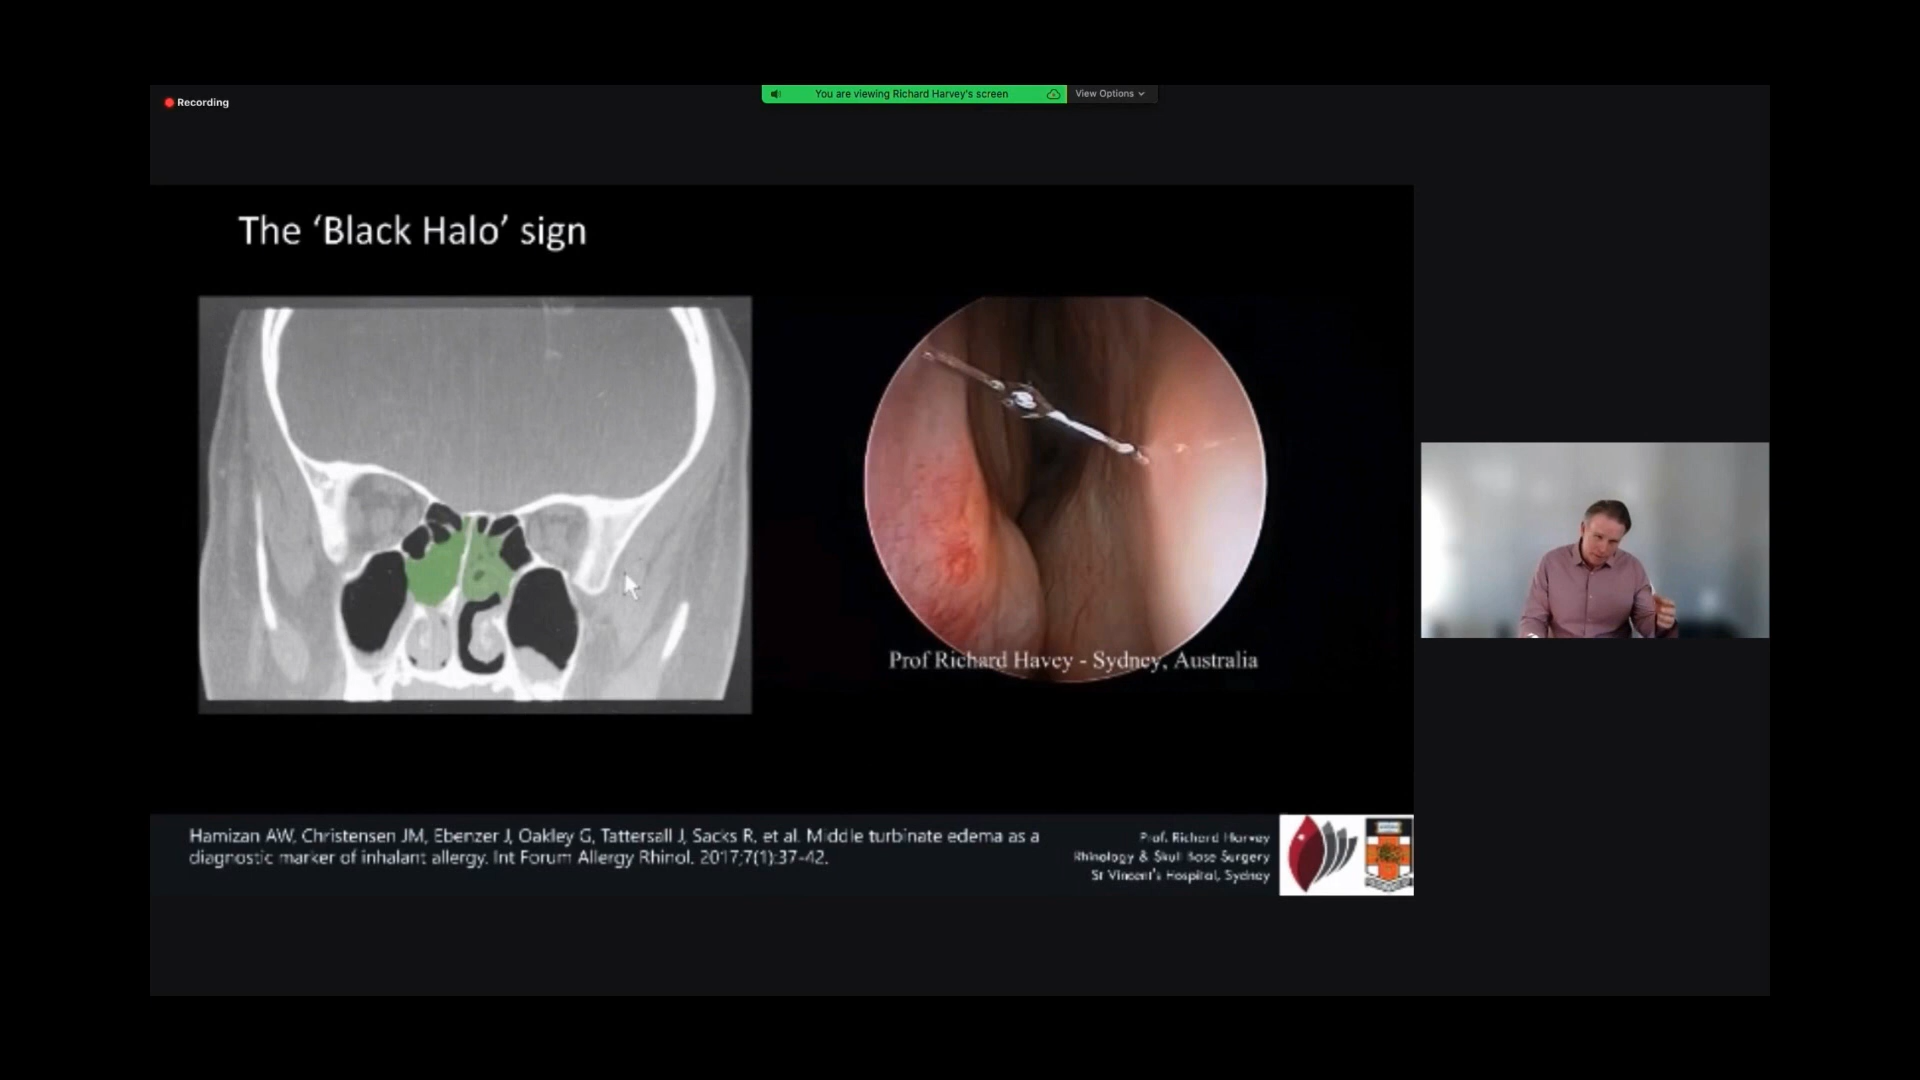 Recording
You are viewing Richard Harvey's screen
View Options
The ‘Black Halo’ sign
Prof Richard Havey - Sydney, Australia
Hamizan AW, Christensen JM, Ebenzer J, Oakley G, Tattersall J, Sacks R, et al. Middle turbinate edema as a
diagnostic marker of inhalant allergy. Int Forum Allergy Rhinol. 2017;7(1):37-42.
Prof. Richard Harvey
Rhinology & Skull Base Surgery
St Vincent's Hospital, Sydney